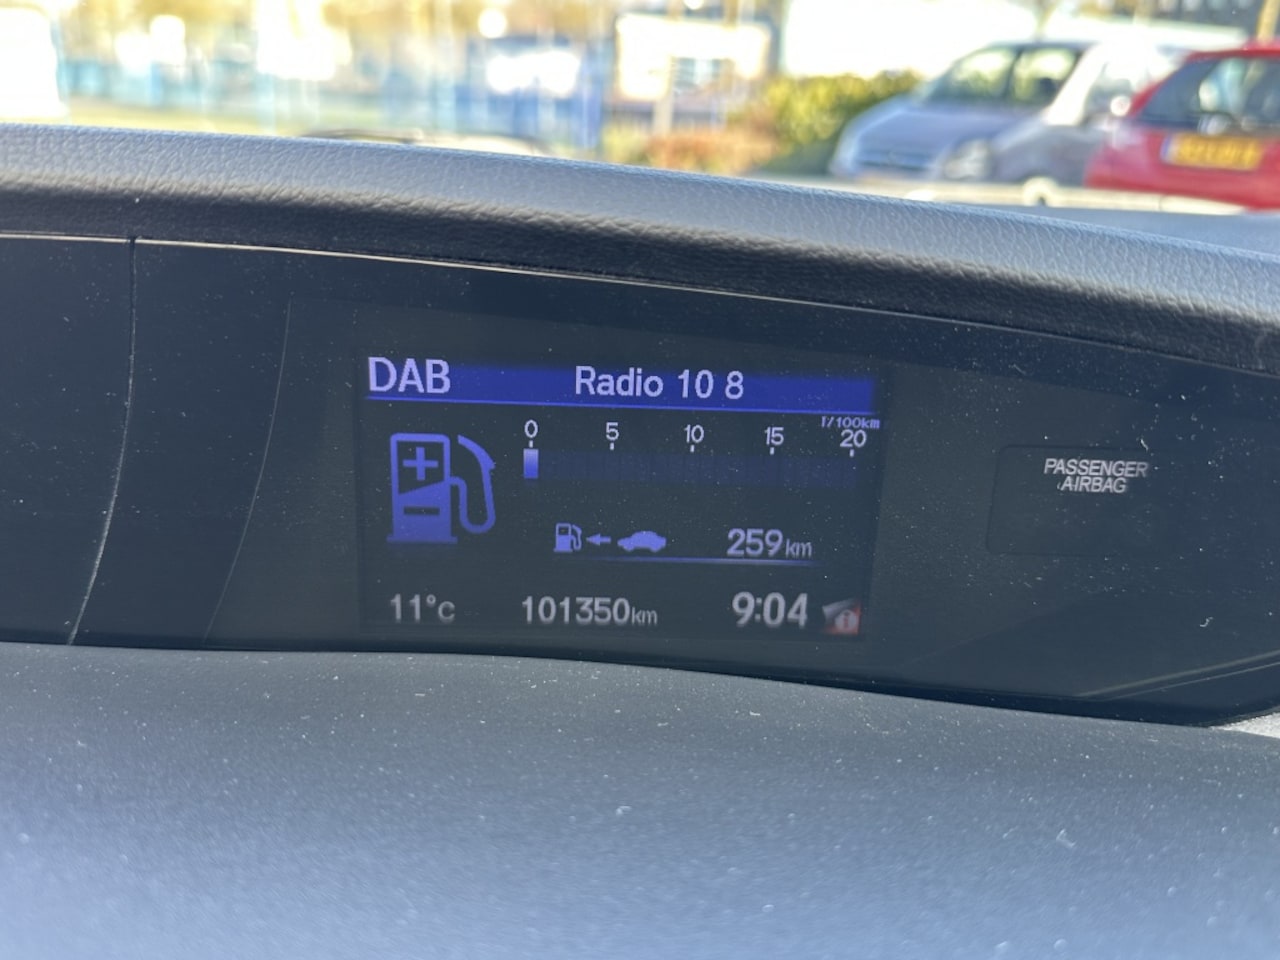 DAB Radio 10 8
l/100km
0 5 10 15 20
259km
11°c 101350km 9:04
PASSENGER
AIRBAG